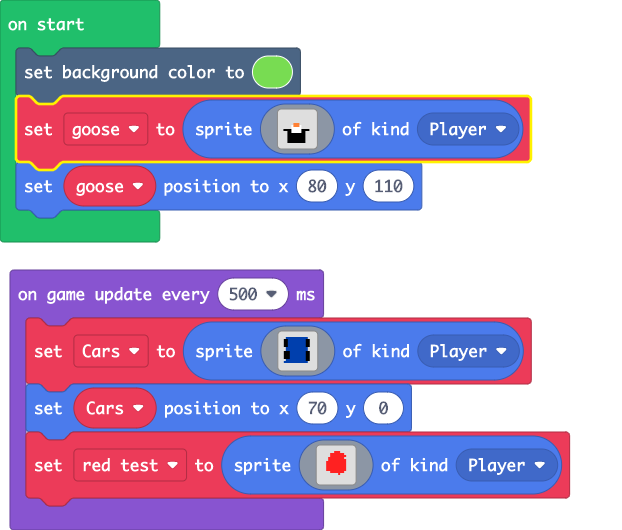 on start
set background color to
set goose to sprite of kind Player
set goose position to x 80 y 110
on game update every 500 ms
set Cars to sprite of kind Player
set Cars position to x 70 y 0
set red test to sprite of kind Player